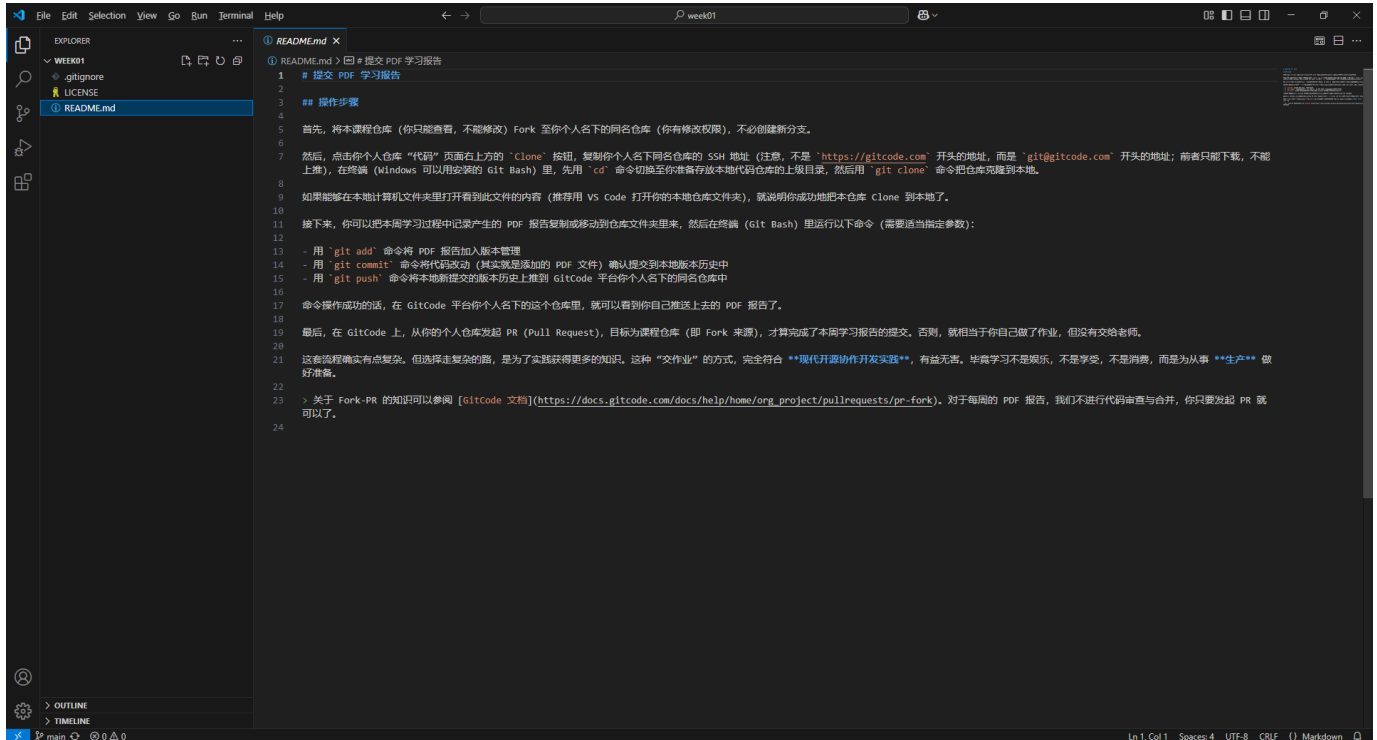 File Edit Selection View Go Run Terminal Help
week01
EXPLORER
README.md
WEEK01
README.md > # 提交 PDF 学习报告
.gitignore
LICENSE
README.md
1 # 提交 PDF 学习报告
2
3 ## 操作步骤
4
5 首先，将本课程仓库 (你只能查看，不能修改) Fork 至你个人名下的同名仓库 (你有修改权限)，不必创建新分支。
6
7 然后，点击你个人仓库 “代码” 页面右上方的 `Clone` 按钮，复制你个人名下同名仓库的 SSH 地址 (注意，不是 `https://gitcode.com` 开头的地址，而是 `git@gitcode.com` 开头的地址；前者只能下载，不能
上推)，在终端 (Windows 可以用安装的 Git Bash) 里，先用 `cd` 命令切换至你准备存放本地代码仓库的上级目录，然后用 `git clone` 命令把仓库克隆到本地。
8
9 如果能够在本地计算机文件夹里打开看到此文件的内容 (推荐用 VS Code 打开你的本地仓库文件夹)，就说明你成功地把本仓库 Clone 到本地了。
10
11 接下来，你可以把本周学习过程中记录产生的 PDF 报告复制或移动到仓库文件夹里来，然后在终端 (Git Bash) 里运行以下命令 (需要适当指定参数)：
12
13 - 用 `git add` 命令将 PDF 报告加入版本管理
14 - 用 `git commit` 命令将代码改动 (其实就是添加的 PDF 文件) 确认提交到本地版本历史中
15 - 用 `git push` 命令将本地新提交的版本历史上推到 GitCode 平台你个人名下的同名仓库中
16
17 命令操作成功的话，在 GitCode 平台你个人名下的这个仓库里，就可以看到你自己推送上去的 PDF 报告了。
18
19 最后，在 GitCode 上，从你的个人仓库发起 PR (Pull Request)，目标为课程仓库 (即 Fork 来源)，才算完成了本周学习报告的提交。否则，就相当于你自己做了作业，但没有交给老师。
20
21 这套流程确实有点复杂。但选择走复杂的路，是为了实践获得更多的知识。这种 “交作业” 的方式，完全符合 **现代开源协作开发实践**，有益无害。毕竟学习不是娱乐，不是享受，不是消费，而是为从事 **生产** 做
好准备。
22
23 > 关于 Fork-PR 的知识可以参阅 [GitCode 文档](https://docs.gitcode.com/docs/help/home/org_project/pullrequests/pr-fork)。对于每周的 PDF 报告，我们不进行代码审查与合并，你只要发起 PR 就
可以了。
24
OUTLINE
TIMELINE
main 0 0 Ln 1, Col 1 Spaces: 4 UTF-8 CRLF {} Markdown